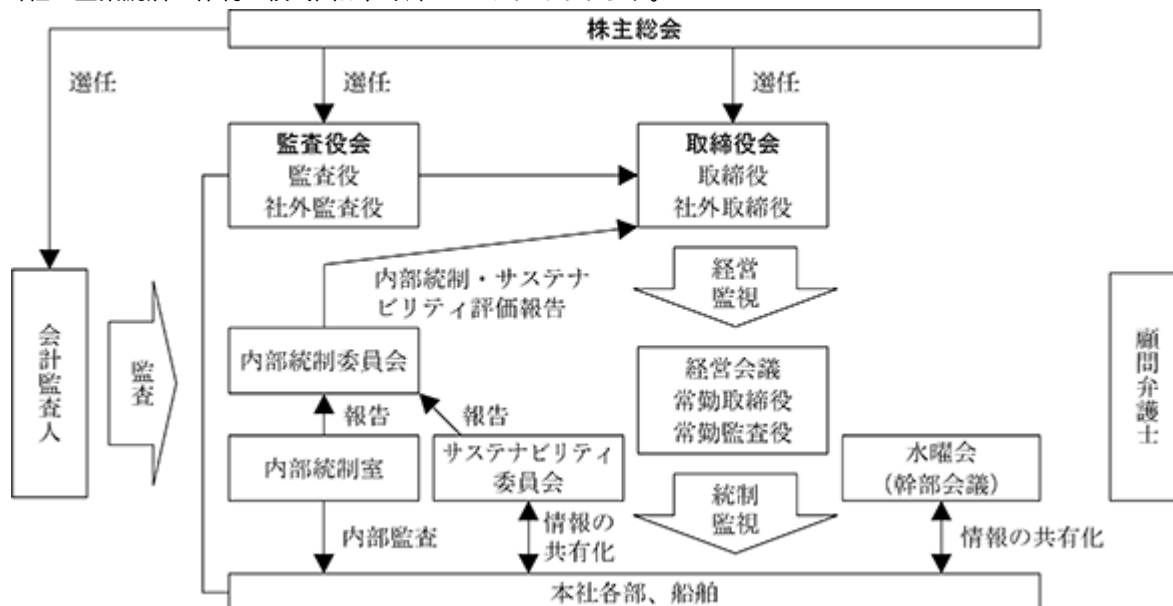 株主総会
選任
選任
選任
監査役会
監査役
社外監査役
取締役会
取締役
社外取締役
内部統制・サステナ
ビリティ評価報告
経営
監視
会計監査人
監査
内部統制委員会
経営会議
常勤取締役
常勤監査役
顧問弁護士
報告
報告
内部統制室
サステナビリティ
委員会
水曜会
(幹部会議)
統制
監視
内部監査
情報の
共有化
情報の共有化
本社各部、船舶